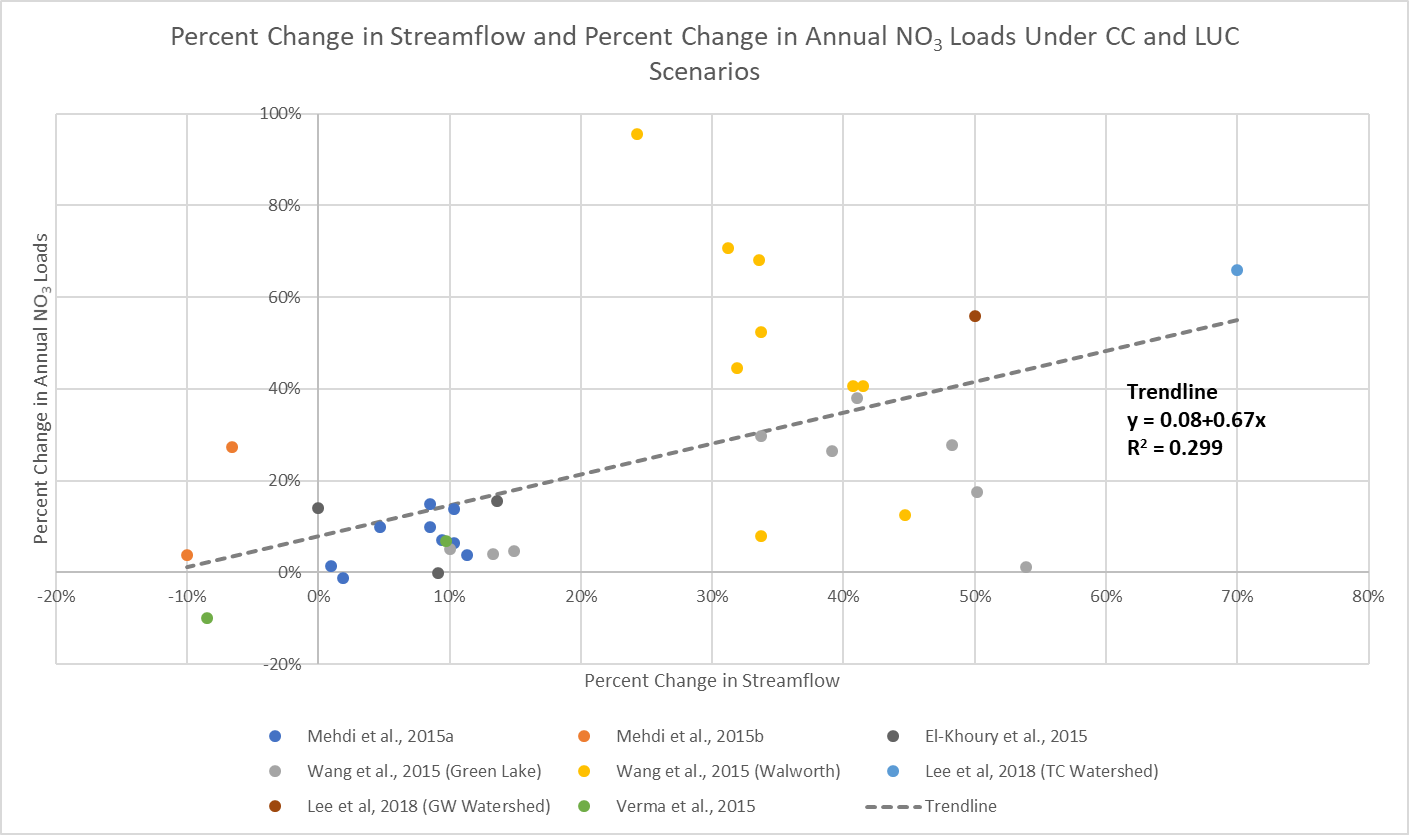 Percent Change in Streamflow and Percent Change in Annual NO₃ Loads Under CC and LUC
Scenarios
Percent Change in Annual NO₃ Loads
100%
80%
60%
40%
20%
0%
-20%
-20%
-10%
0%
10%
20%
30%
40%
50%
60%
70%
80%
Trendline
y = 0.08+0.67x
R² = 0.299
Percent Change in Streamflow
Mehdi et al., 2015a
Mehdi et al., 2015b
El-Khoury et al., 2015
Wang et al., 2015 (Green Lake)
Wang et al., 2015 (Walworth)
Lee et al, 2018 (TC Watershed)
Lee et al, 2018 (GW Watershed)
Verma et al., 2015
Trendline